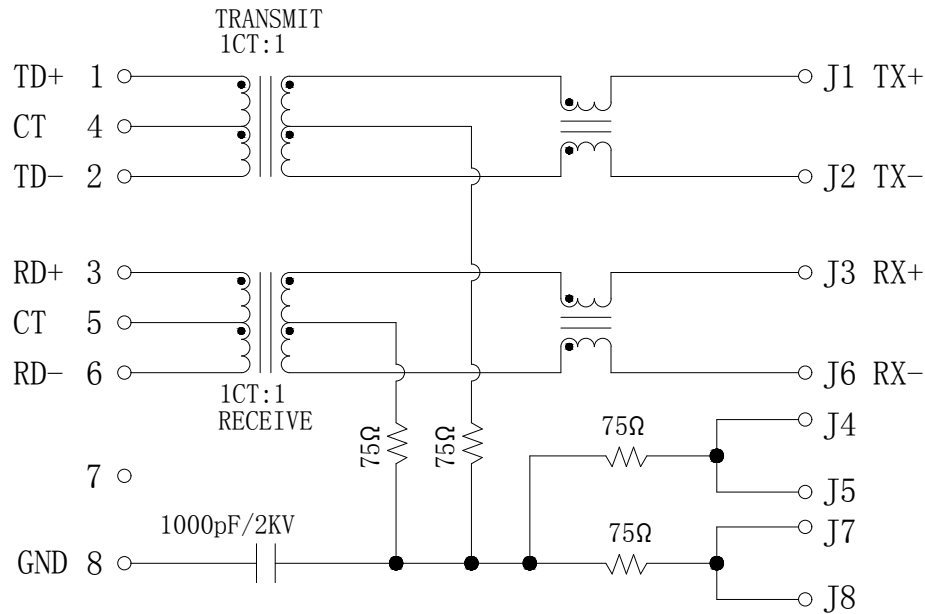 TRANSMIT
1CT:1
TD+ 1
J1 TX+
CT 4
TD- 2
J2 TX-
RD+ 3
J3 RX+
CT 5
RD- 6
J6 RX-
1CT:1
RECEIVE
75Ω
75Ω
75Ω
J4
7
J5
1000pF/2KV
75Ω
J7
GND 8
J8